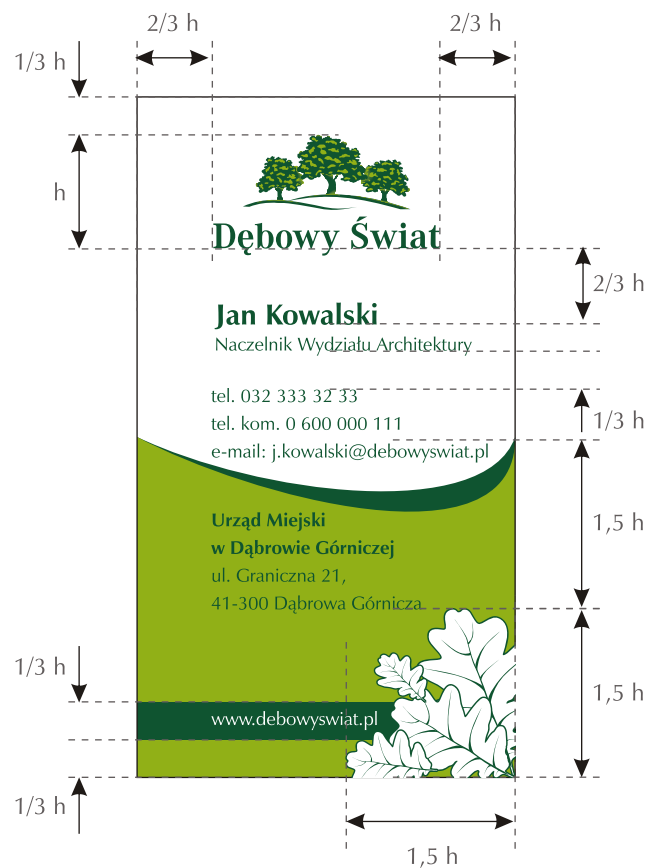 2/3 h
2/3 h
1/3 h
h
Dębowy Świat
2/3 h
Jan Kowalski
Naczelnik Wydziału Architektury
tel. 032 333 32 33
tel. kom. 0 600 000 111
e-mail: j.kowalski@debowyswiat.pl
1/3 h
1,5 h
Urząd Miejski
w Dąbrowie Górniczej
ul. Graniczna 21,
41-300 Dąbrowa Górnicza
1/3 h
1,5 h
www.debowyswiat.pl
1/3 h
1,5 h